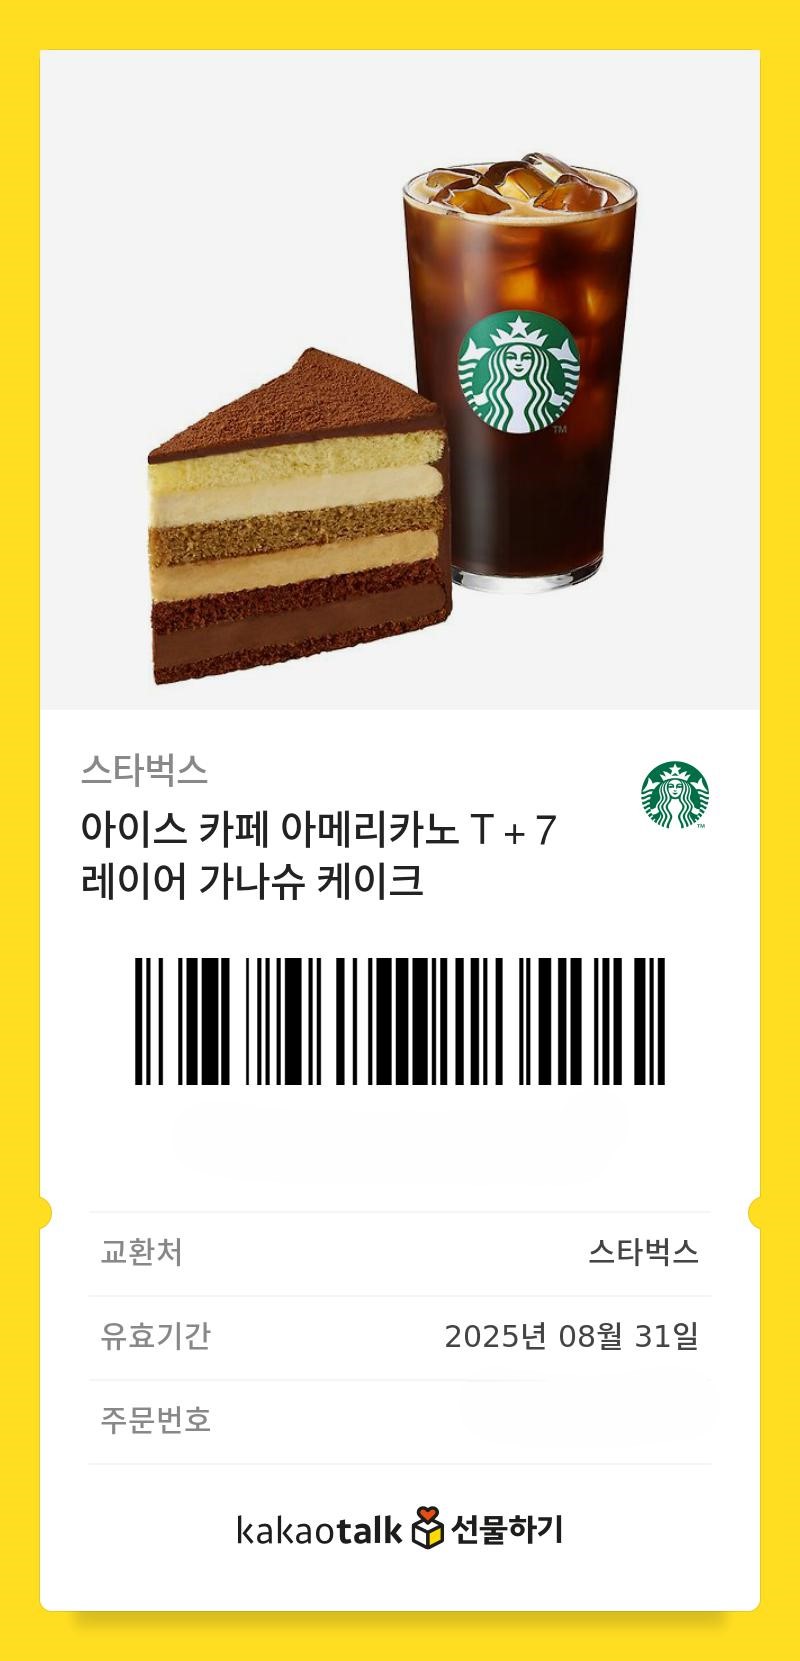 TM
스타벅스
아이스 카페 아메리카노 T + 7
레이어 가나슈 케이크
TM
교환처 스타벅스
유효기간 2025년 08월 31일
주문번호
kakaotalk 선물하기